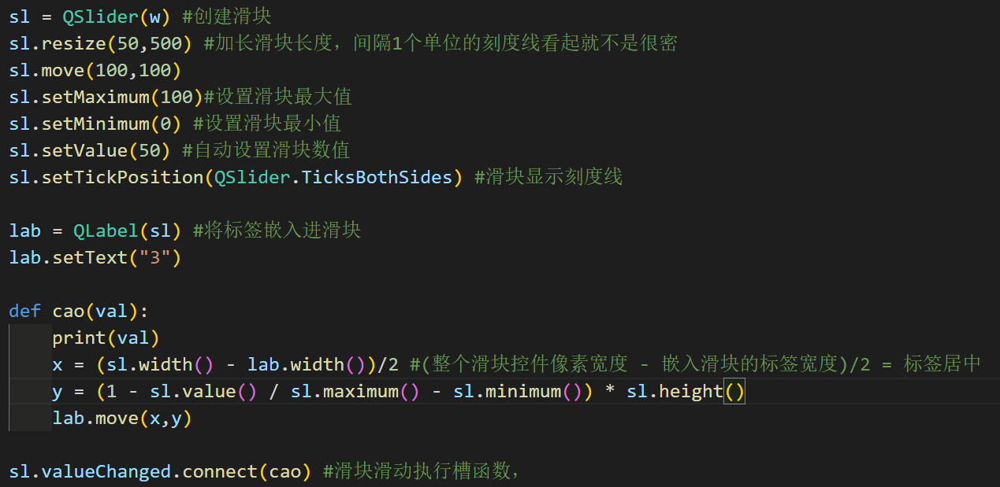 sl = QSlider(w) #创建滑块
sl.resize(50,500) #加长滑块长度，间隔1个单位的刻度线看起就不是很密
sl.move(100,100)
sl.setMaximum(100)#设置滑块最大值
sl.setMinimum(0) #设置滑块最小值
sl.setValue(50) #自动设置滑块数值
sl.setTickPosition(QSlider.TicksBothSides) #滑块显示刻度线
lab = QLabel(sl) #将标签嵌入进滑块
lab.setText("3")
def cao(val):
    print(val)
    x = (sl.width() - lab.width())/2 #(整个滑块控件像素宽度 - 嵌入滑块的标签宽度)/2 = 标签居中
    y = (1 - sl.value() / sl.maximum() - sl.minimum()) * sl.height()
    lab.move(x,y)
sl.valueChanged.connect(cao) #滑块滑动执行槽函数，